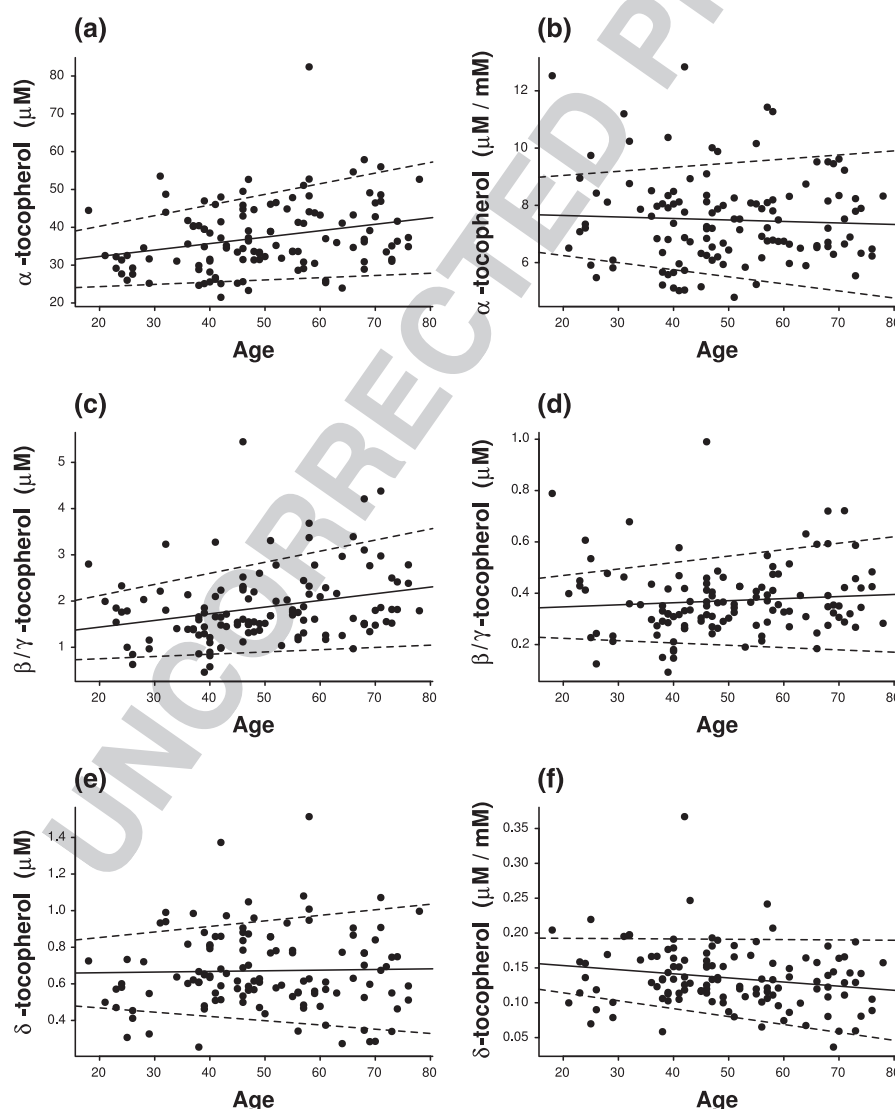 (a)
α -tocopherol (μM)
80
70
60
50
40
30
20
20 30 40 50 60 70 80
Age
(b)
α -tocopherol (μM / mM)
12
10
8
6
20 30 40 50 60 70 80
Age
(c)
β/γ -tocopherol (μM)
5
4
3
2
1
20 30 40 50 60 70 80
Age
(d)
β/γ -tocopherol (μM)
1.0
0.8
0.6
0.4
0.2
20 30 40 50 60 70 80
Age
(e)
δ -tocopherol (μM)
1.4
1.2
1.0
0.8
0.6
0.4
20 30 40 50 60 70 80
Age
(f)
δ-tocopherol (μM / mM)
0.35
0.30
0.25
0.20
0.15
0.10
0.05
20 30 40 50 60 70 80
Age
UNCORRECTED